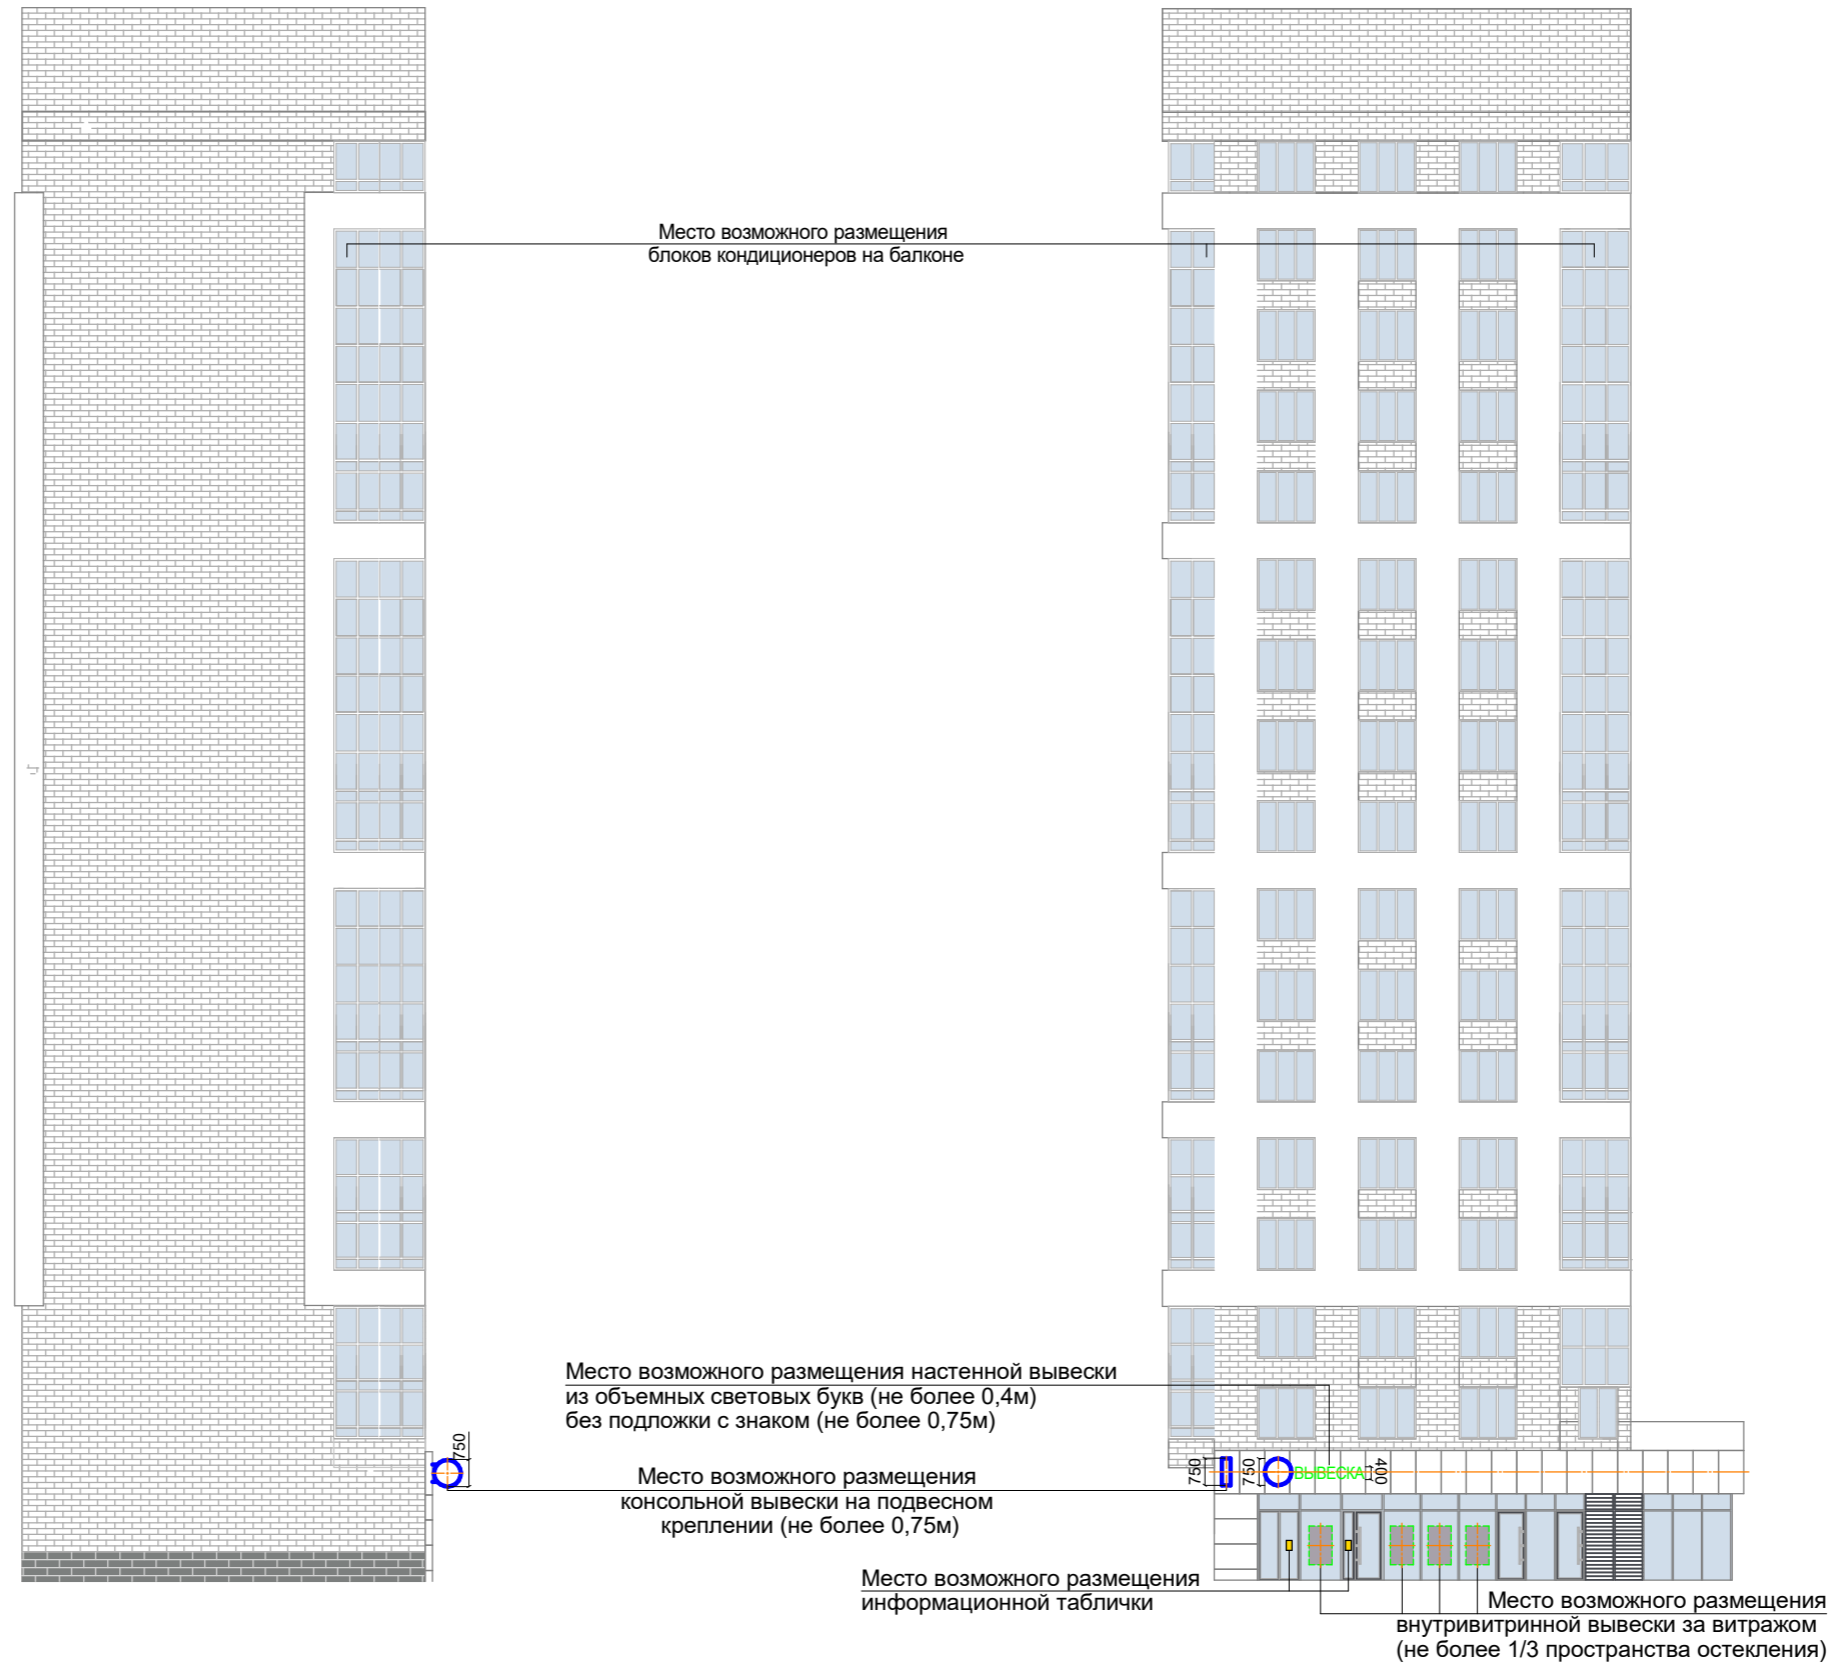 Место возможного размещения
блоков кондиционеров на балконе
Место возможного размещения настенной вывески
из объемных световых букв (не более 0,4м)
без подложки с знаком (не более 0,75м)
750
Место возможного размещения
консольной вывески на подвесном
креплении (не более 0,75м)
750
750
ВЫВЕСКА
400
Место возможного размещения
информационной таблички
Место возможного размещения
внутривитринной вывески за витражом
(не более 1/3 пространства остекления)